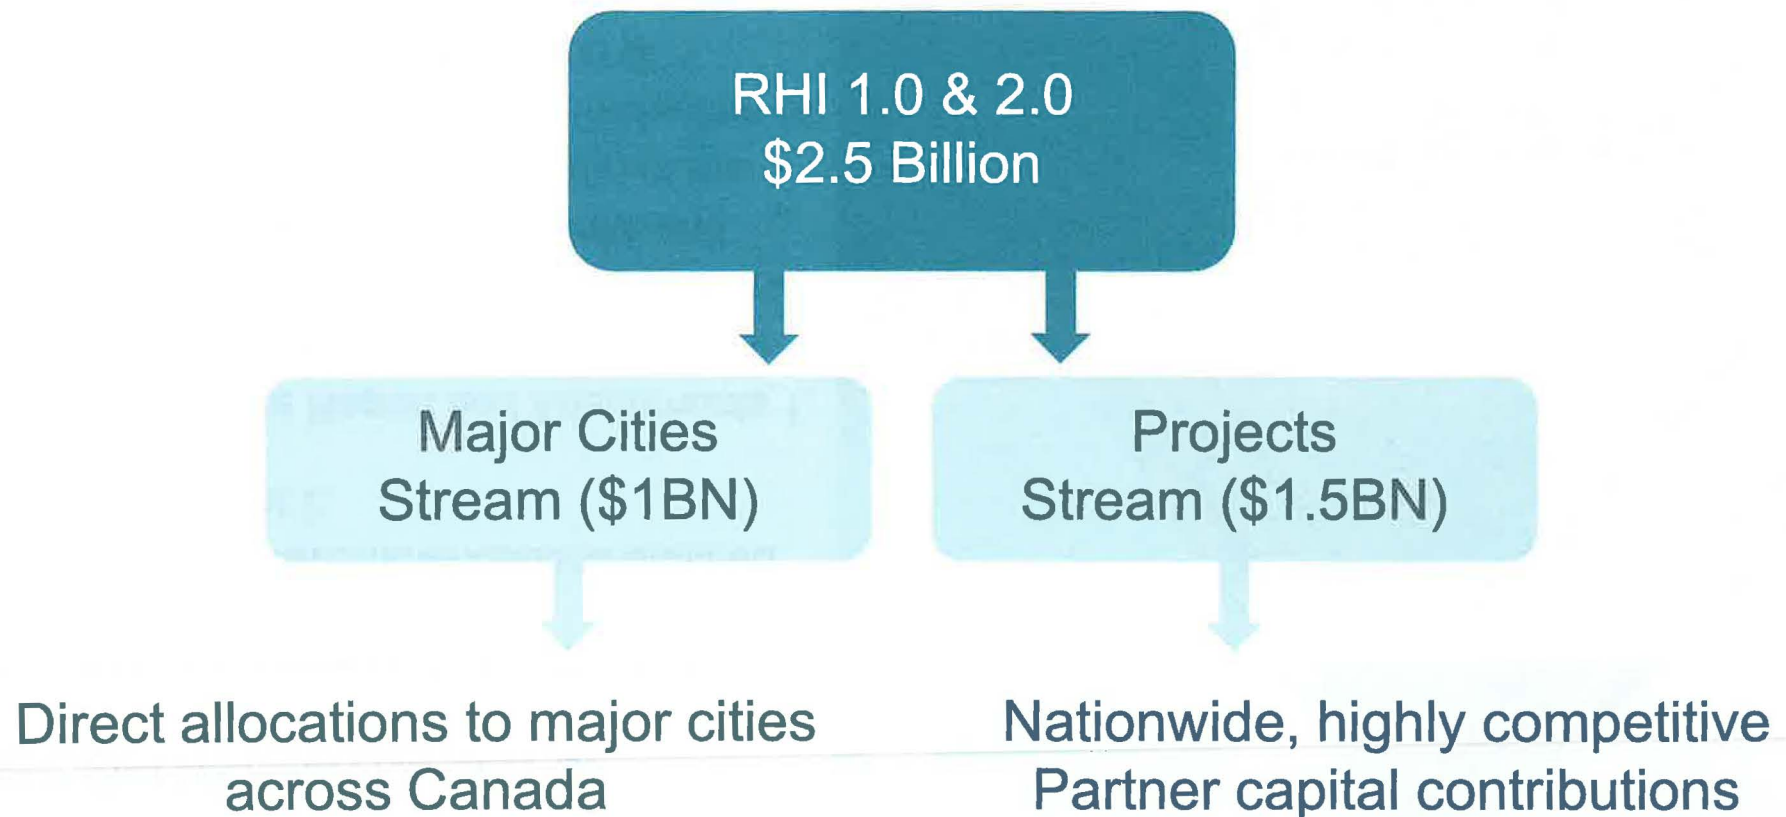 RHI 1.0 & 2.0
$2.5 Billion
Major Cities
Stream ($1BN)
Projects
Stream ($1.5BN)
Direct allocations to major cities
across Canada
Nationwide, highly competitive
Partner capital contributions